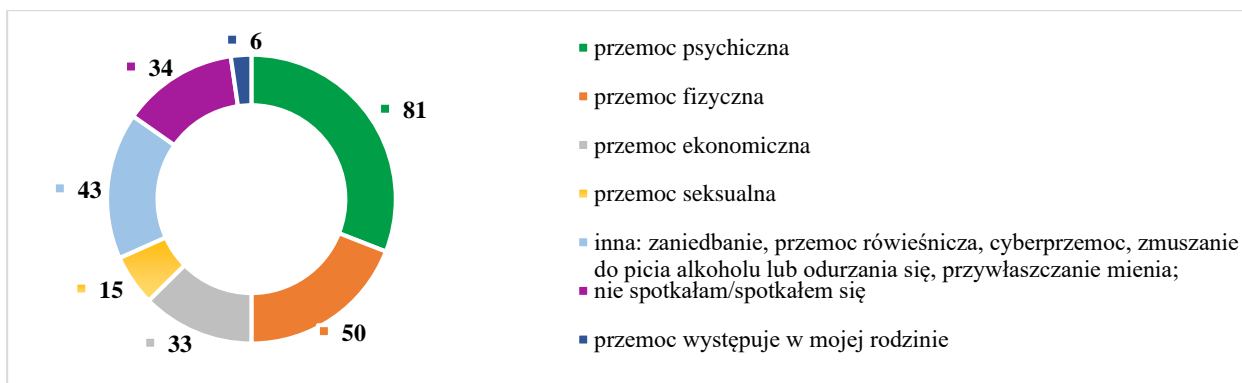 6
34
81
43
15
33
50
przemoc psychiczna
przemoc fizyczna
przemoc ekonomiczna
przemoc seksualna
inna: zaniedbanie, przemoc rówieśnicza, cyberprzemoc, zmuszanie
do picia alkoholu lub odurzania się, przywłaszczanie mienia;
nie spotkałam/spotkałem się
przemoc występuje w mojej rodzinie